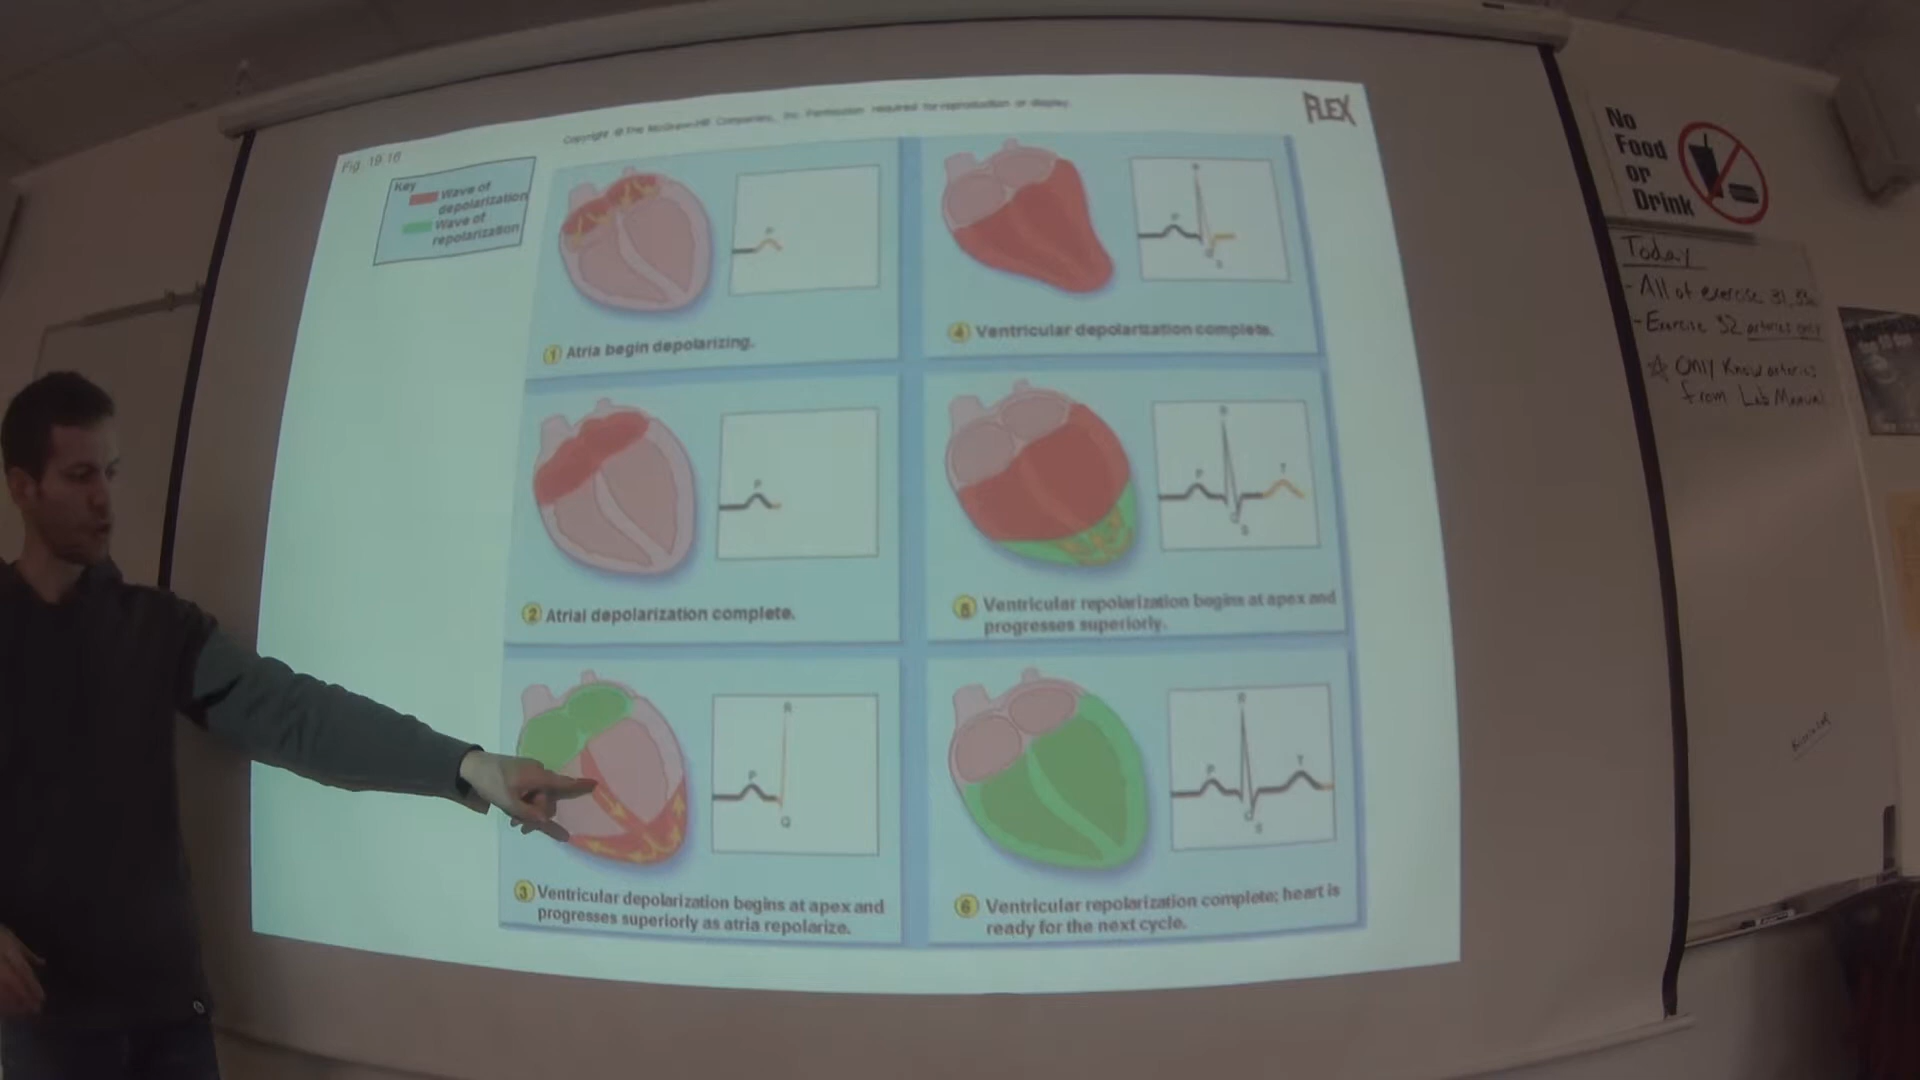 Copyright © The McGraw-Hill Companies, Inc. Permission required for reproduction or display.
FLEX
Fig. 19.16
Key
Wave of
depolarization
Wave of
repolarization
P
1 Atria begin depolarizing.
P
2 Atrial depolarization complete.
R
P
Q
3 Ventricular depolarization begins at apex and
progresses superiorly as atria repolarize.
R
P
Q
S
4 Ventricular depolarization complete.
R
P
T
Q
S
5 Ventricular repolarization begins at apex and
progresses superiorly.
R
P
T
Q
S
6 Ventricular repolarization complete; heart is
ready for the next cycle.
No
Food
or
Drink
Today
- All of exercise 31,
- Exercise 32 arteries only
☆ Only Know arteries
from Lab Manual